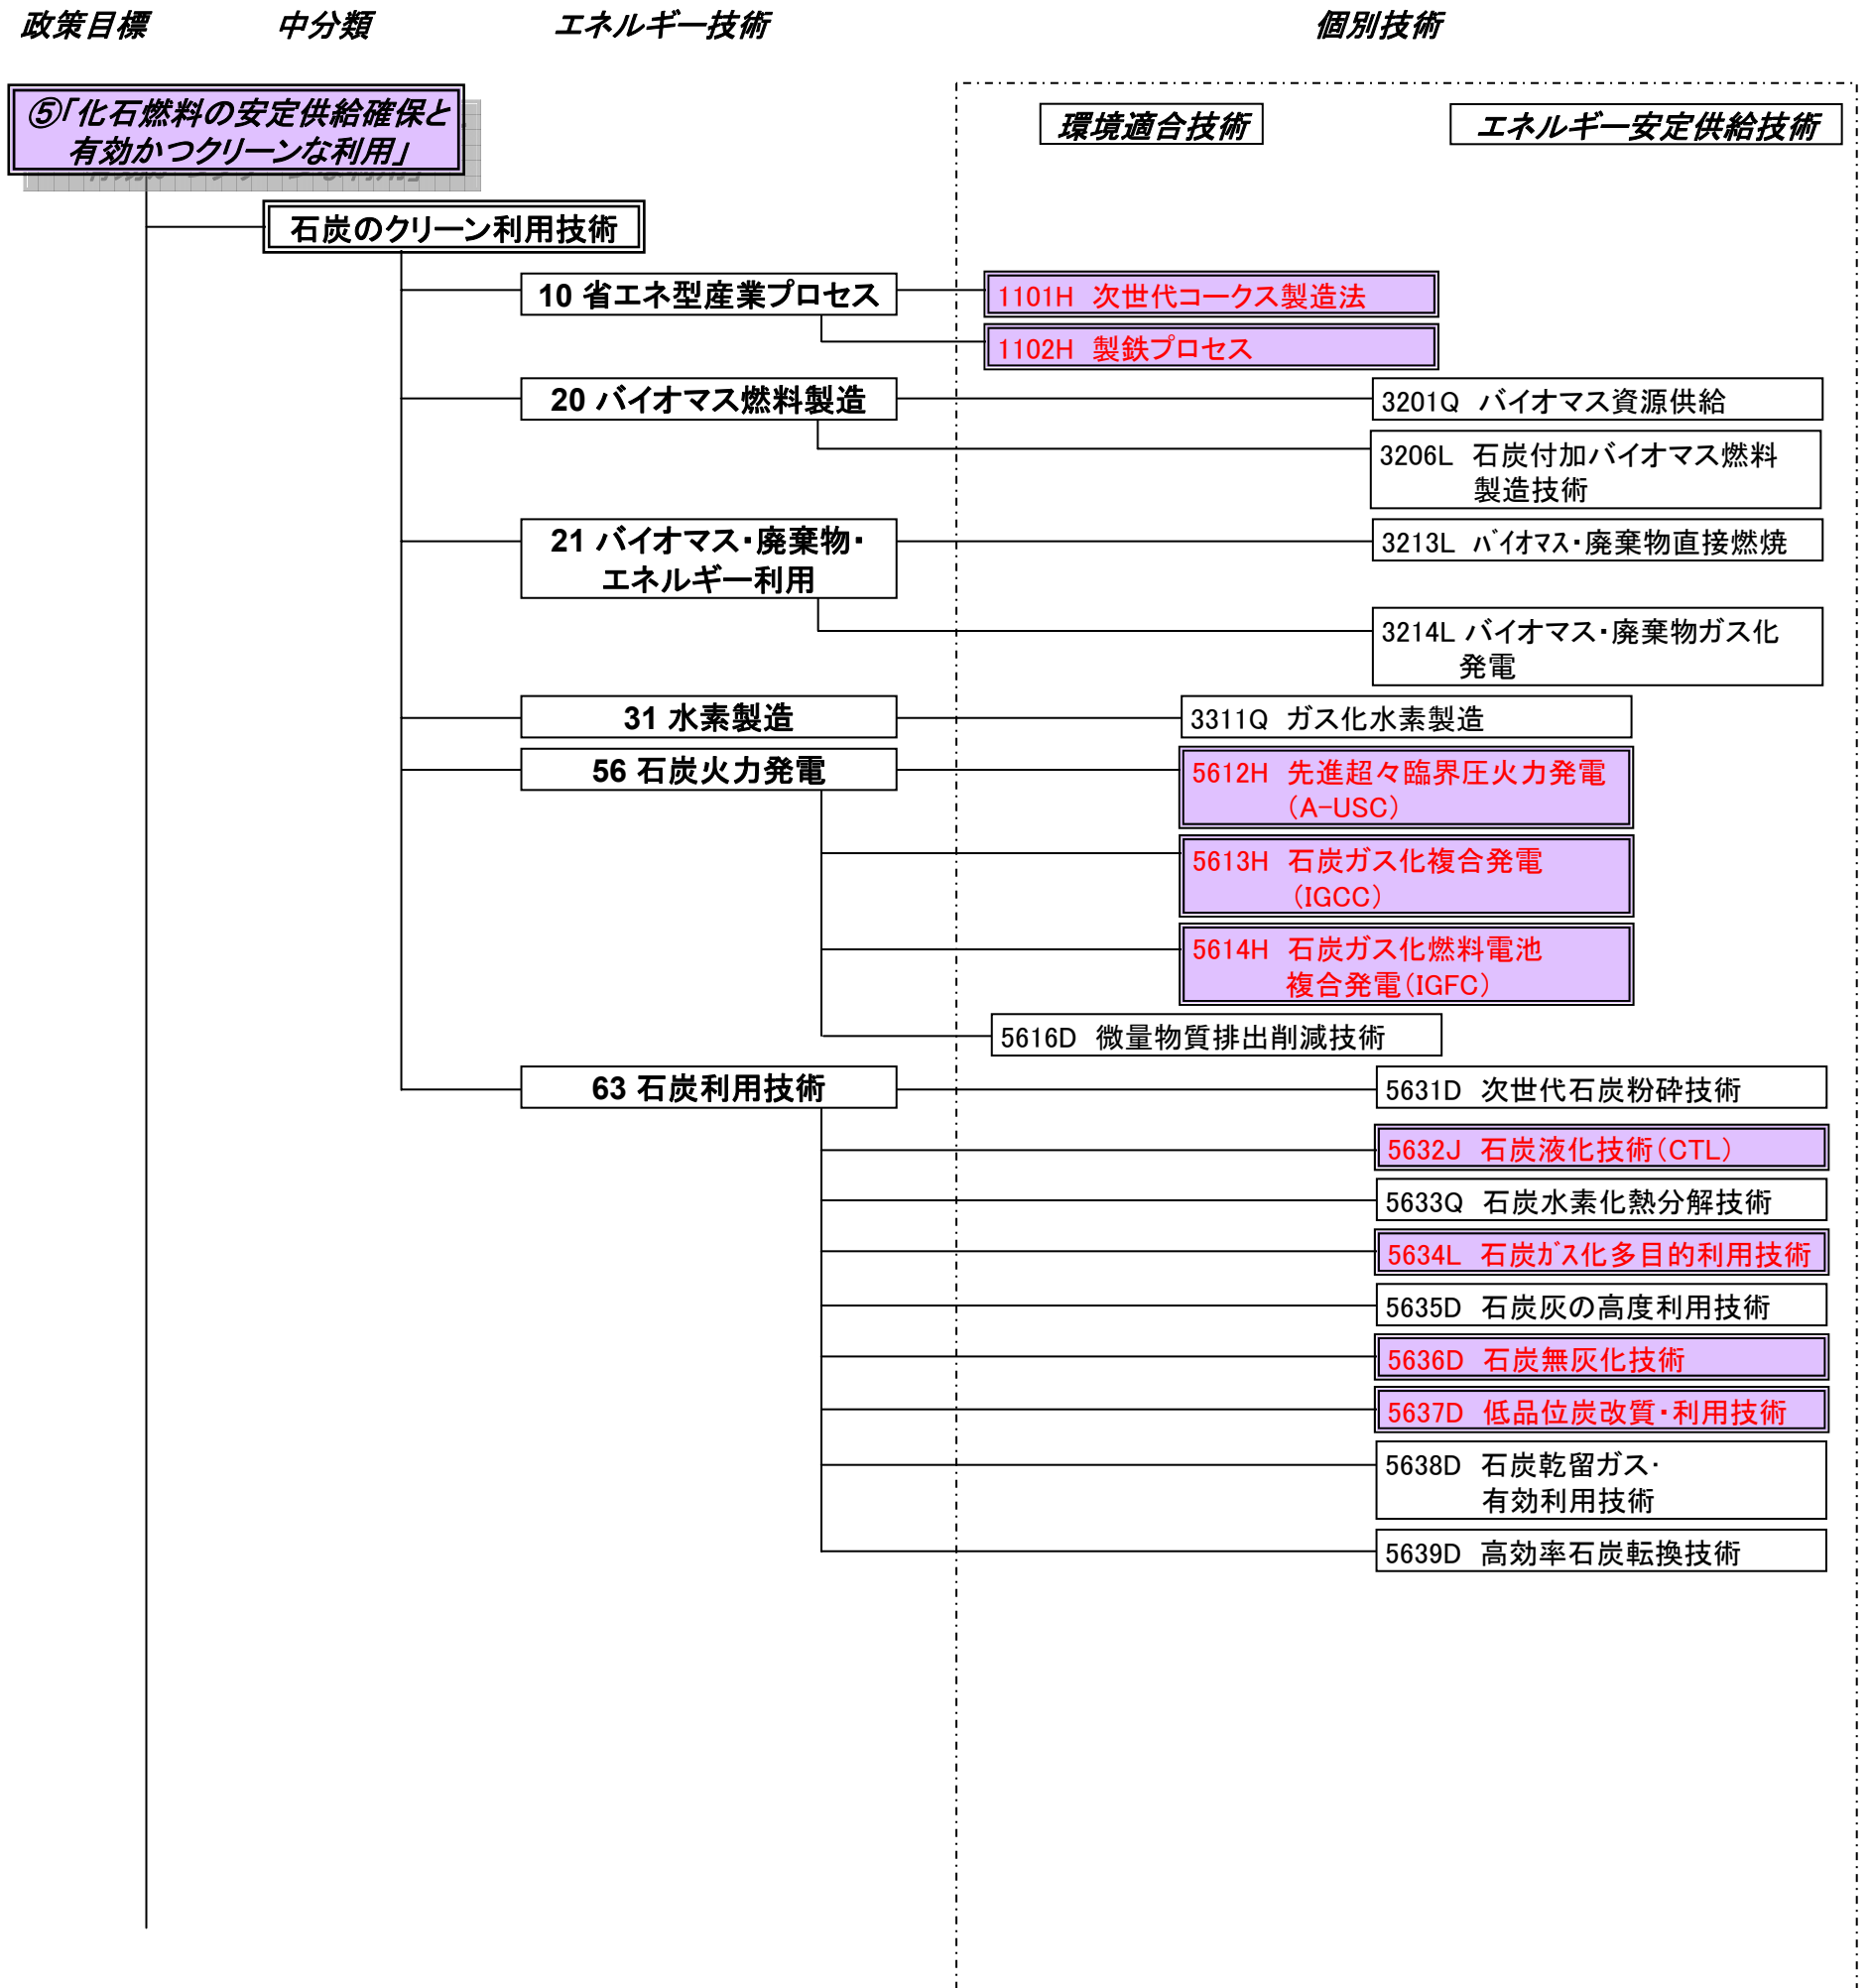 政策目標 中分類 エネルギー技術 個別技術
⑤「化石燃料の安定供給確保と
有効かつクリーンな利用」
環境適合技術 エネルギー安定供給技術
石炭のクリーン利用技術
10 省エネ型産業プロセス 1101H 次世代コークス製造法
1102H 製鉄プロセス
20 バイオマス燃料製造 3201Q バイオマス資源供給
3206L 石炭付加バイオマス燃料
製造技術
21 バイオマス・廃棄物・ 3213L ﾊﾞｲｵﾏｽ・廃棄物直接燃焼
エネルギー利用
3214L バイオマス・廃棄物ガス化
発電
31 水素製造 3311Q ガス化水素製造
56 石炭火力発電 5612H 先進超々臨界圧火力発電
（A-USC）
5613H 石炭ガス化複合発電
（IGCC）
5614H 石炭ガス化燃料電池
複合発電（IGFC）
5616D 微量物質排出削減技術
63 石炭利用技術 5631D 次世代石炭粉砕技術
5632J 石炭液化技術（CTL）
5633Q 石炭水素化熱分解技術
5634L 石炭ｶﾞｽ化多目的利用技術
5635D 石炭灰の高度利用技術
5636D 石炭無灰化技術
5637D 低品位炭改質・利用技術
5638D 石炭乾留ガス・
有効利用技術
5639D 高効率石炭転換技術